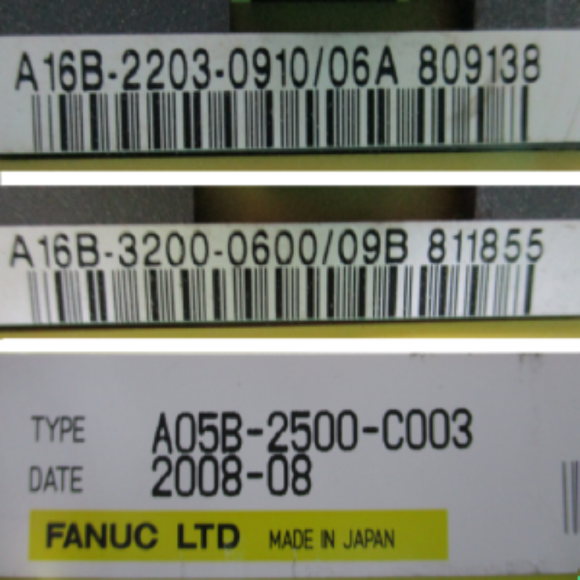 A16B-2203-0910/06A 809138
A16B-3200-0600/09B 811855
TYPE A05B-2500-C003
DATE 2008-08
FANUC LTD MADE IN JAPAN